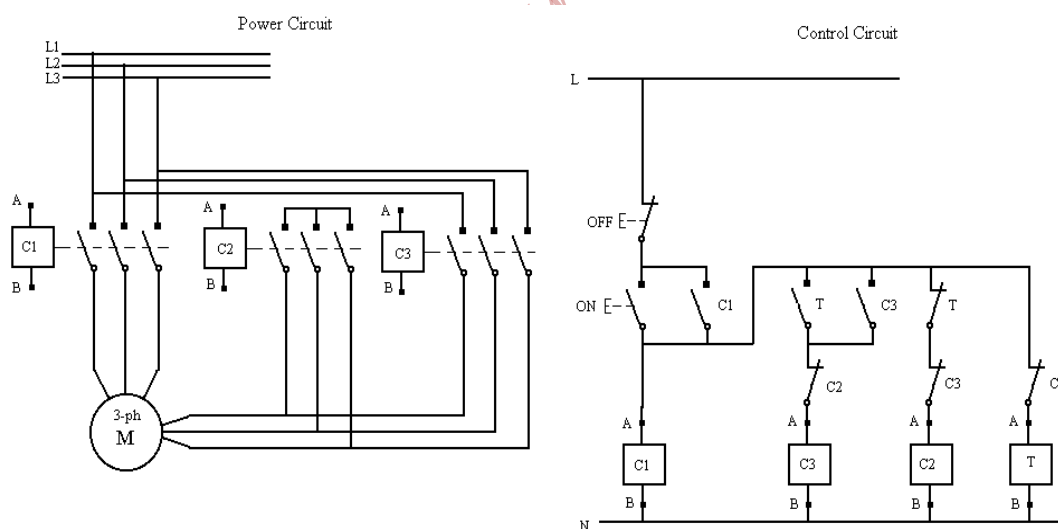 Power Circuit
L1
L2
L3
A
C1
B
A
C2
B
A
C3
B
3-ph
M
Control Circuit
L
OFF
ON
C1
T
C3
T
C2
C3
C
A
C1
B
A
C3
B
A
C2
B
A
T
B
N